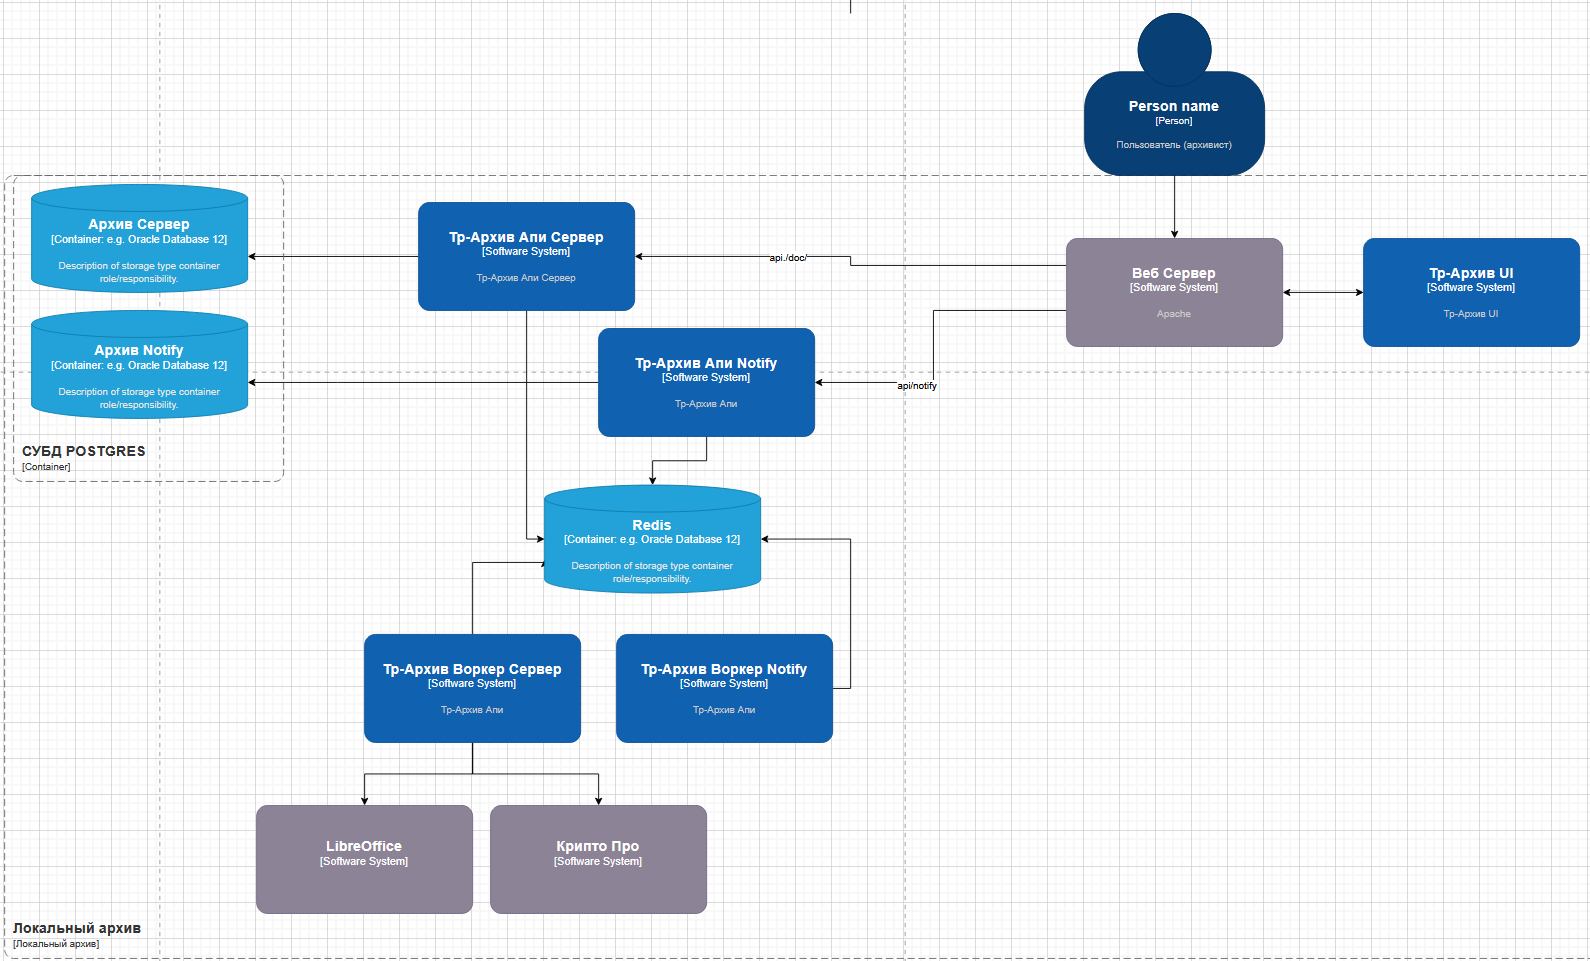 Person name
[Person]
Пользователь (архивист)
Архив Сервер
[Container: e.g. Oracle Database 12]
Description of storage type container
role/responsibility.
Тр-Архив Апи Сервер
[Software System]
Тр-Архив Апи Сервер
api./doc/
Веб Сервер
[Software System]
Apache
Тр-Архив UI
[Software System]
Тр-Архив UI
Архив Notify
[Container: e.g. Oracle Database 12]
Description of storage type container
role/responsibility.
Тр-Архив Апи Notify
[Software System]
Тр-Архив Апи
api/notify
СУБД POSTGRES
[Container]
Redis
[Container: e.g. Oracle Database 12]
Description of storage type container
role/responsibility.
Тр-Архив Воркер Сервер
[Software System]
Тр-Архив Апи
Тр-Архив Воркер Notify
[Software System]
Тр-Архив Апи
LibreOffice
[Software System]
Крипто Про
[Software System]
Локальный архив
[Локальный архив]